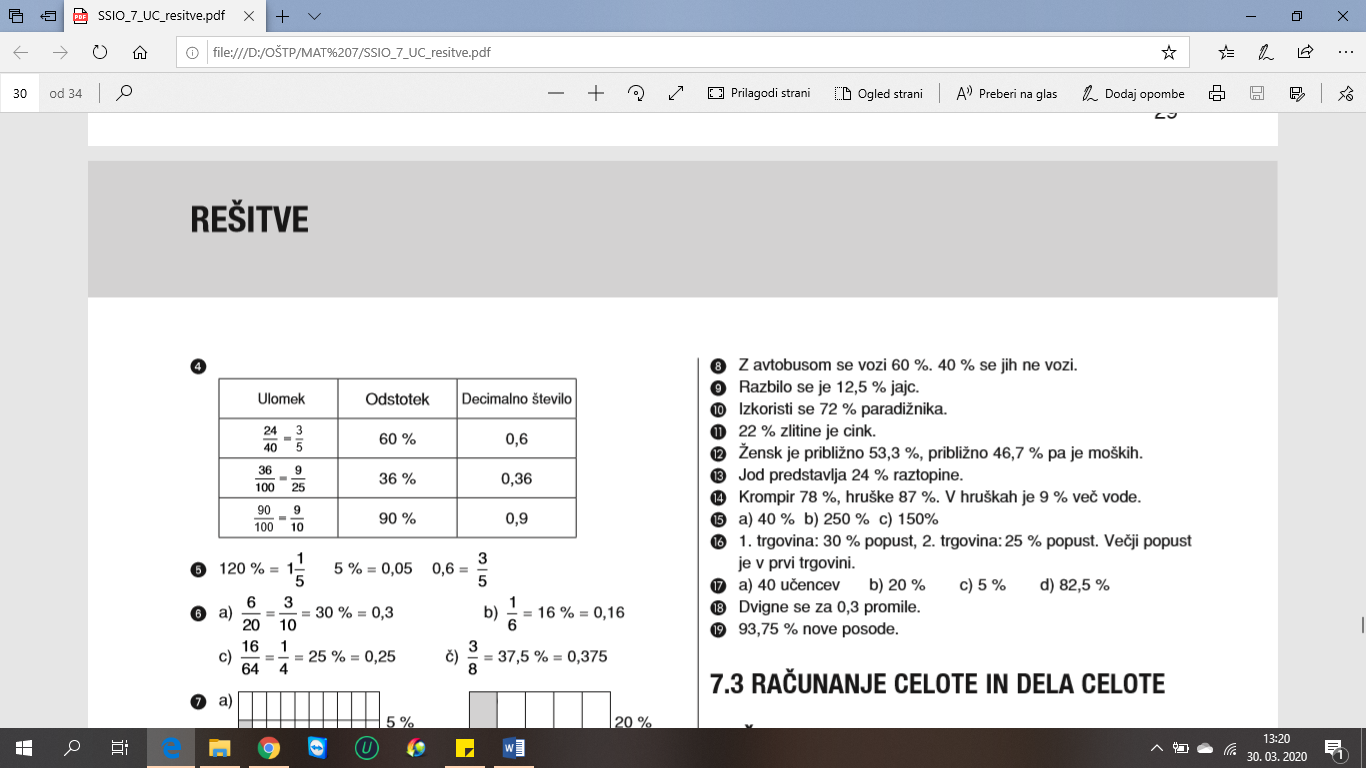 SSIO_7_UC_resitve.pdf
file:///D:/OŠTP/MAT%207/SSIO_7_UC_resitve.pdf
30 od 34
Prilagodi strani
Ogled strani
Preberi na glas
Dodaj opombe
REŠITVE
4
Ulomek Odstotek Decimalno število
24/40 = 3/5 60 % 0,6
36/100 = 9/25 36 % 0,36
90/100 = 9/10 90 % 0,9
5 120 % = 1 1/5 5 % = 0,05 0,6 = 3/5
6 a) 6/20 = 3/10 = 30 % = 0,3 b) 1/6 = 16 % = 0,16
c) 16/64 = 1/4 = 25 % = 0,25 č) 3/8 = 37,5 % = 0,375
7 a) 5 % 20 %
8 Z avtobusom se vozi 60 %. 40 % se jih ne vozi.
9 Razbilo se je 12,5 % jajc.
10 Izkoristi se 72 % paradižnika.
11 22 % zlitine je cink.
12 Žensk je približno 53,3 %, približno 46,7 % pa je moških.
13 Jod predstavlja 24 % raztopine.
14 Krompir 78 %, hruške 87 %. V hruškah je 9 % več vode.
15 a) 40 % b) 250 % c) 150%
16 1. trgovina: 30 % popust, 2. trgovina: 25 % popust. Večji popust
je v prvi trgovini.
17 a) 40 učencev b) 20 % c) 5 % d) 82,5 %
18 Dvigne se za 0,3 promile.
19 93,75 % nove posode.
7.3 RAČUNANJE CELOTE IN DELA CELOTE
13:20
30. 03. 2020
1